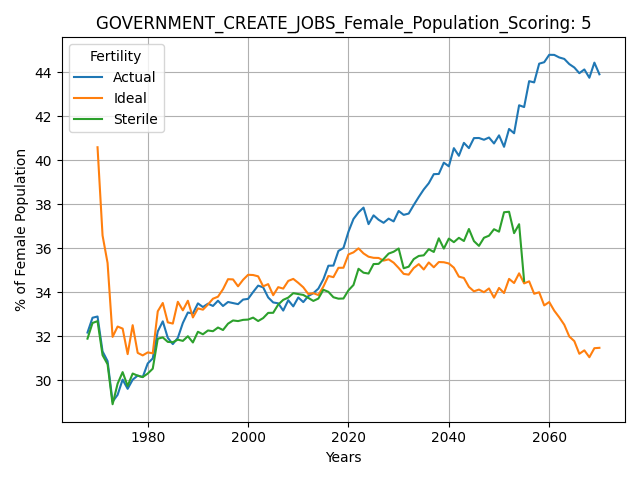 GOVERNMENT_CREATE_JOBS_Female_Population_Scoring: 5
Fertility
Actual
Ideal
Sterile
% of Female Population
44
42
40
38
36
34
32
30
1980 2000 2020 2040 2060
Years